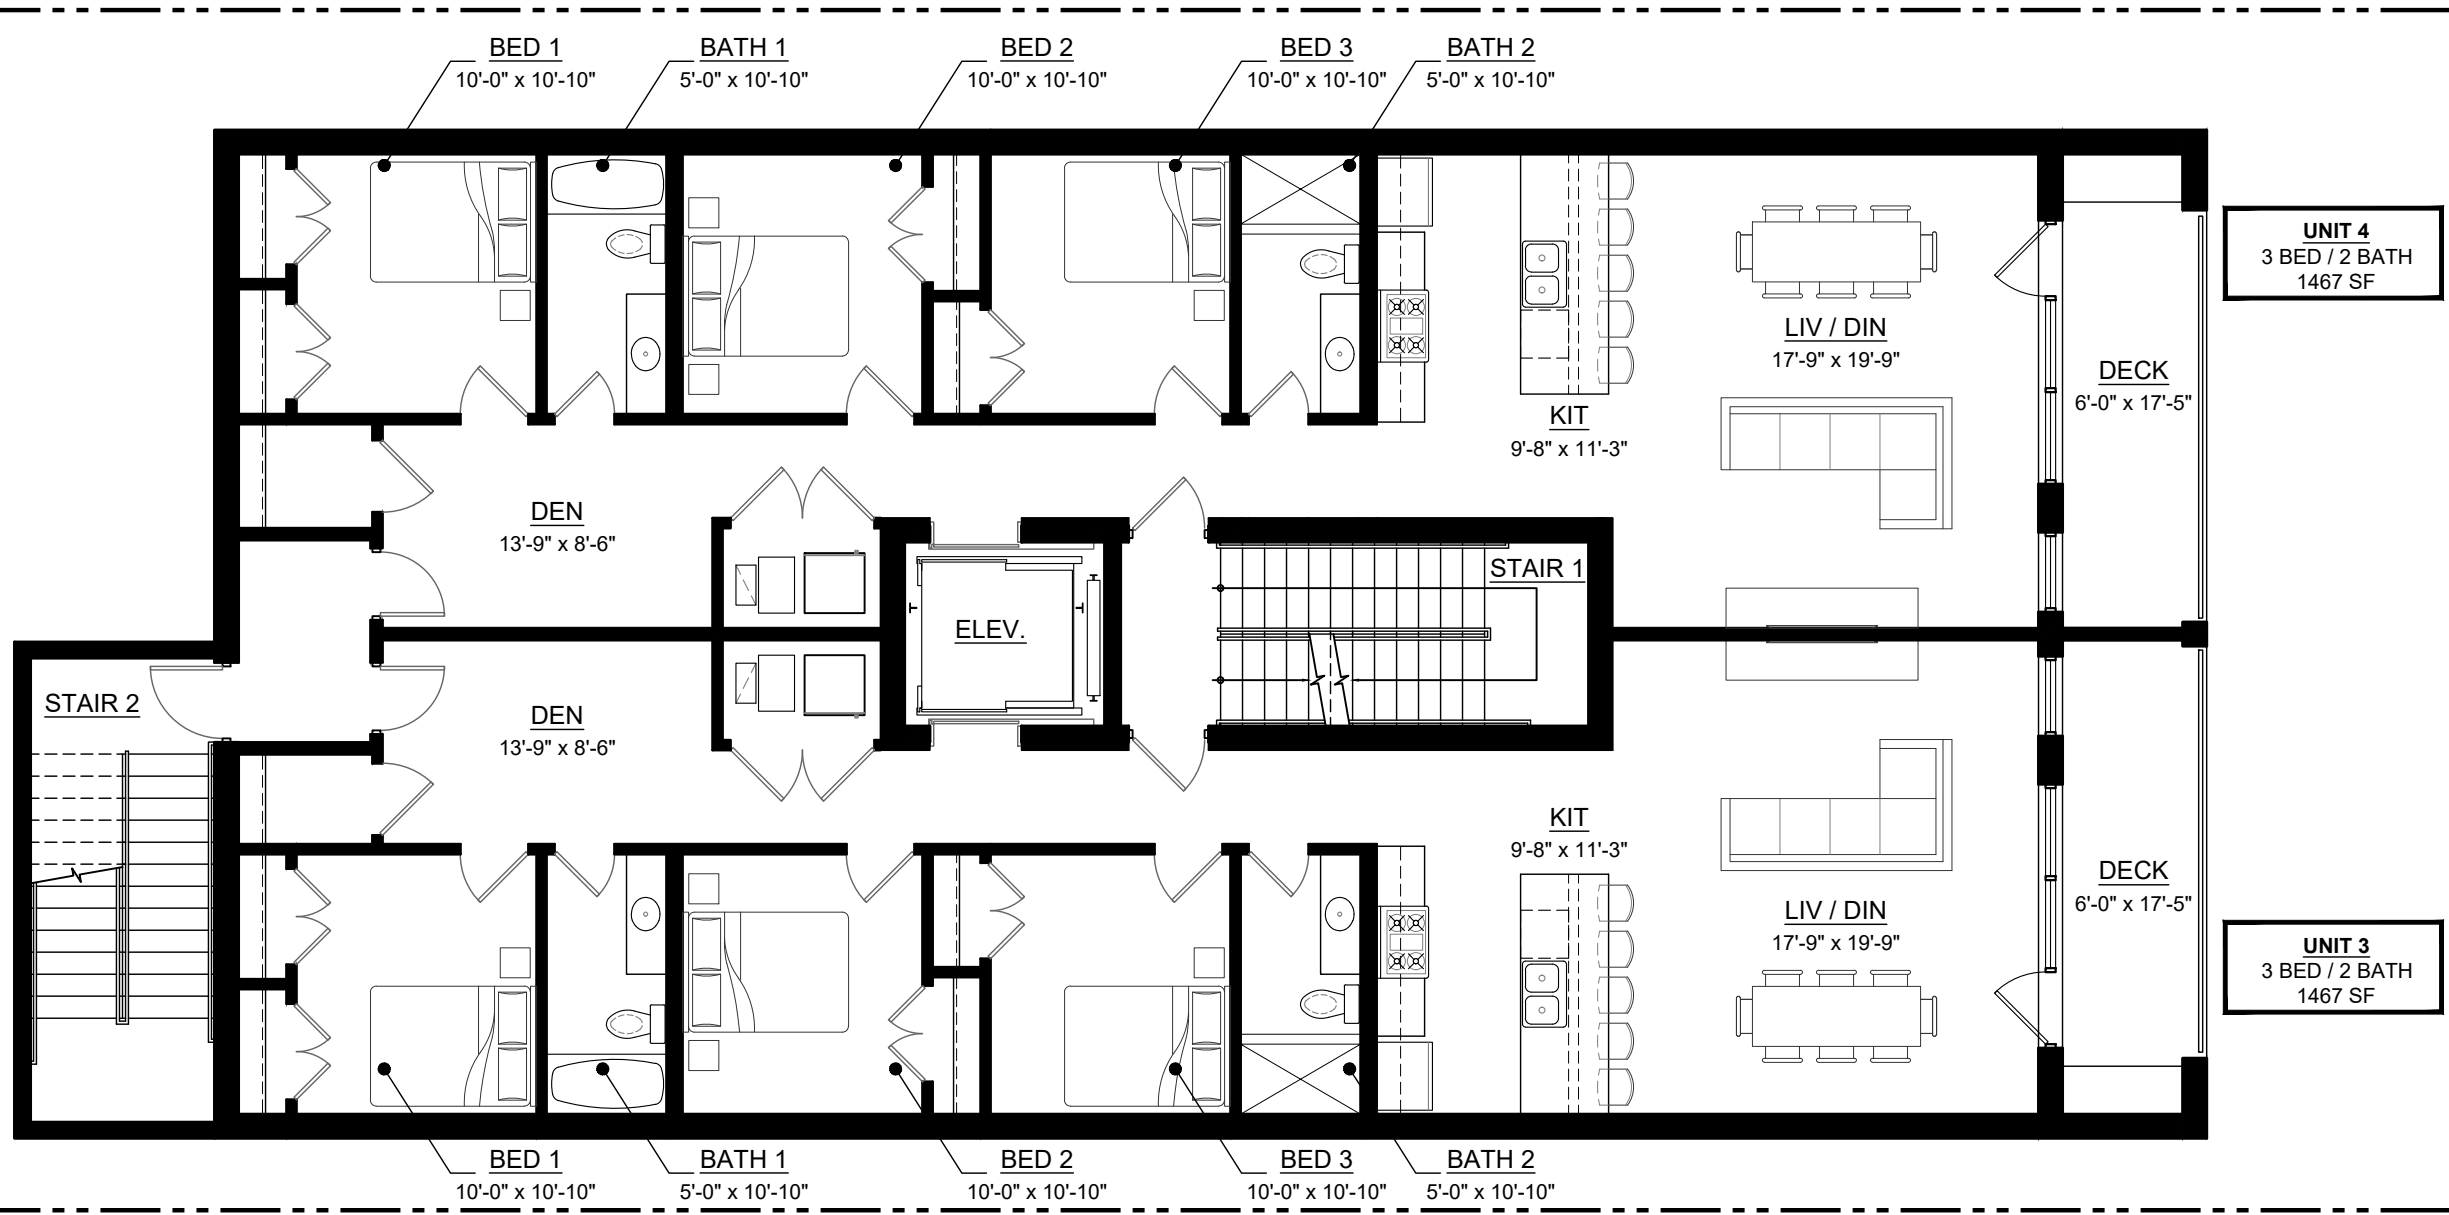 BED 1
10'-0" x 10'-10"
BATH 1
5'-0" x 10'-10"
BED 2
10'-0" x 10'-10"
BED 3
10'-0" x 10'-10"
BATH 2
5'-0" x 10'-10"
UNIT 4
3 BED / 2 BATH
1467 SF
LIV / DIN
17'-9" x 19'-9"
DECK
6'-0" x 17'-5"
KIT
9'-8" x 11'-3"
DEN
13'-9" x 8'-6"
STAIR 1
ELEV.
STAIR 2
DEN
13'-9" x 8'-6"
KIT
9'-8" x 11'-3"
DECK
6'-0" x 17'-5"
LIV / DIN
17'-9" x 19'-9"
UNIT 3
3 BED / 2 BATH
1467 SF
BED 1
10'-0" x 10'-10"
BATH 1
5'-0" x 10'-10"
BED 2
10'-0" x 10'-10"
BED 3
10'-0" x 10'-10"
BATH 2
5'-0" x 10'-10"